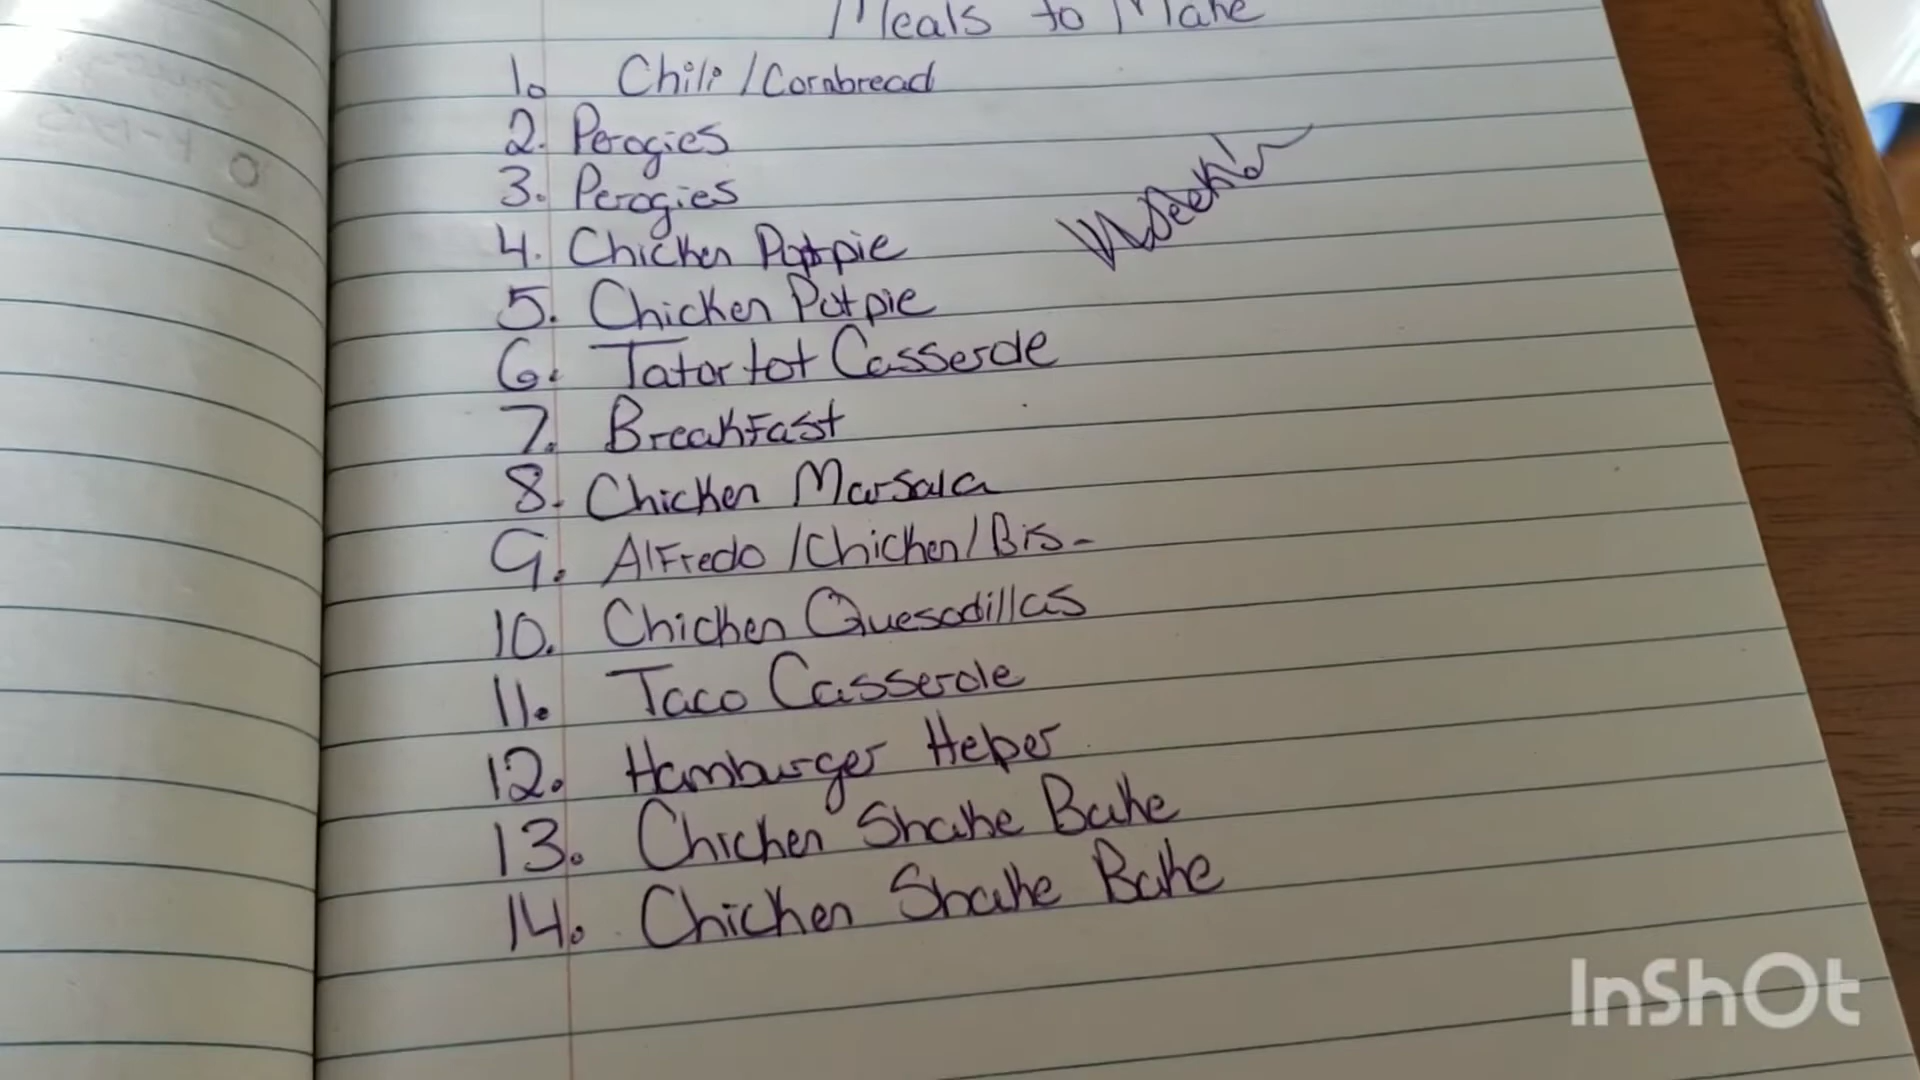 Meals to Make
1. Chili/Cornbread
2. Perogies
3. Perogies
4. Chicken Potpie
5. Chicken Potpie
6. Tator tot Casserole
7. Breakfast
8. Chicken Marsala
9. Alfredo/Chicken/Bis-
10. Chicken Quesadillas
11. Taco Casserole
12. Hamburger Helper
13. Chicken Shake Bake
14. Chicken Shake Bake
InShOt